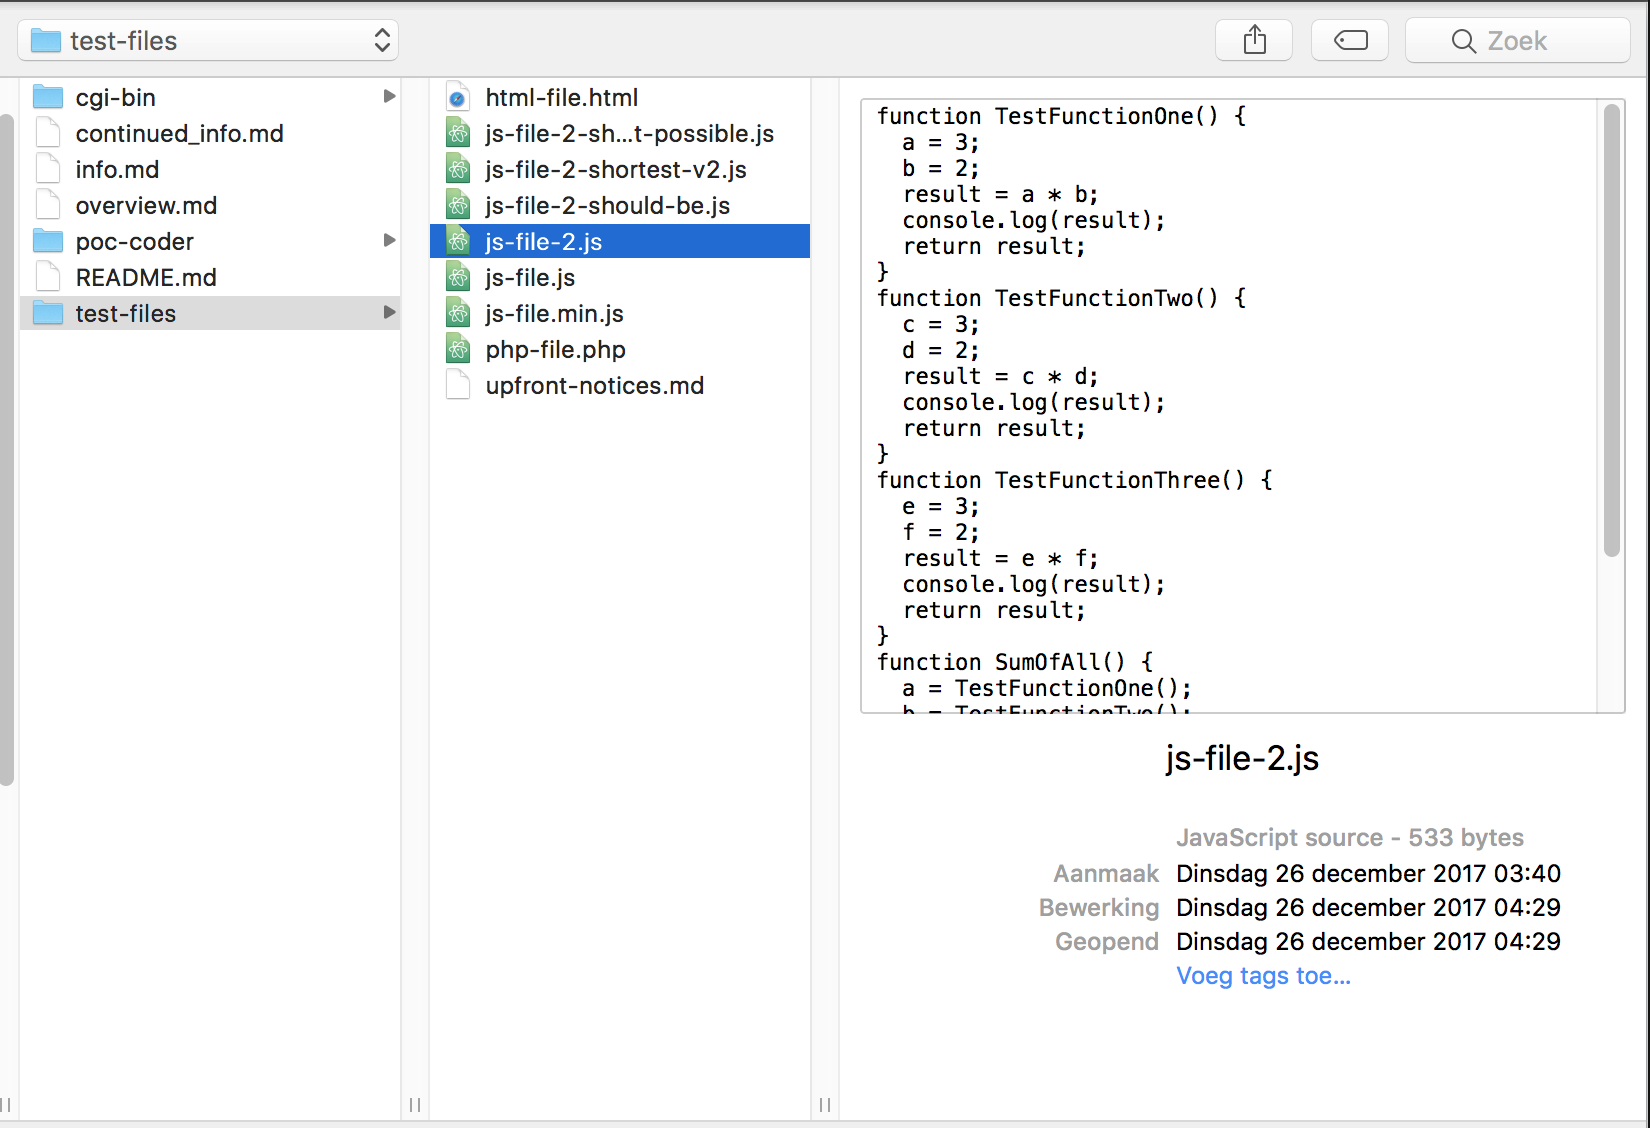 test-files
Zoek
cgi-bin
continued_info.md
info.md
overview.md
poc-coder
README.md
test-files
html-file.html
js-file-2-sh...t-possible.js
js-file-2-shortest-v2.js
js-file-2-should-be.js
js-file-2.js
js-file.js
js-file.min.js
php-file.php
upfront-notices.md
function TestFunctionOne() {
  a = 3;
  b = 2;
  result = a * b;
  console.log(result);
  return result;
}
function TestFunctionTwo() {
  c = 3;
  d = 2;
  result = c * d;
  console.log(result);
  return result;
}
function TestFunctionThree() {
  e = 3;
  f = 2;
  result = e * f;
  console.log(result);
  return result;
}
function SumOfAll() {
  a = TestFunctionOne();
  b = TestFunctionTwo();
js-file-2.js
JavaScript source - 533 bytes
Aanmaak Dinsdag 26 december 2017 03:40
Bewerking Dinsdag 26 december 2017 04:29
Geopend Dinsdag 26 december 2017 04:29
Voeg tags toe...